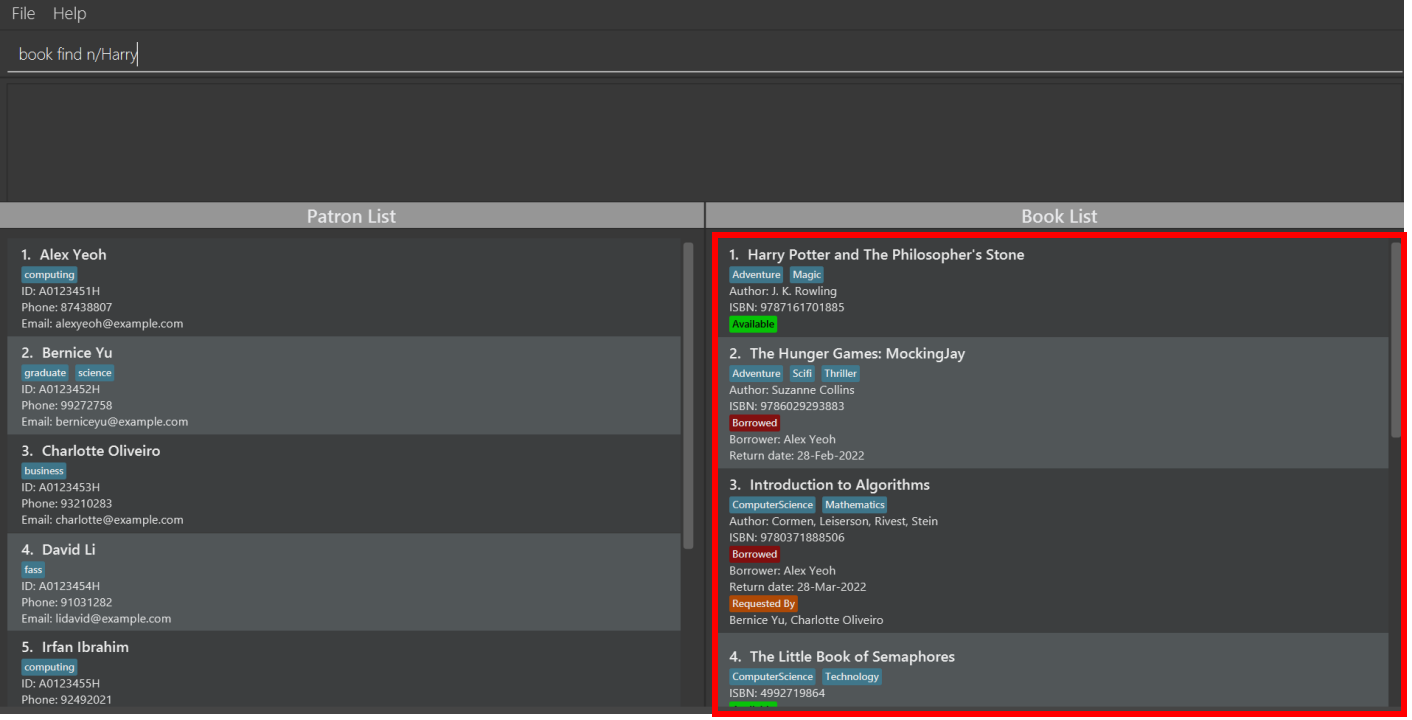 File Help
book find n/Harry
Patron List
1. Alex Yeoh
computing
ID: A0123451H
Phone: 87438807
Email: alexyeoh@example.com
2. Bernice Yu
graduate science
ID: A0123452H
Phone: 99272758
Email: berniceyu@example.com
3. Charlotte Oliveiro
business
ID: A0123453H
Phone: 93210283
Email: charlotte@example.com
4. David Li
fass
ID: A0123454H
Phone: 91031282
Email: lidavid@example.com
5. Irfan Ibrahim
computing
ID: A0123455H
Phone: 92492021
Book List
1. Harry Potter and The Philosopher's Stone
Adventure Magic
Author: J. K. Rowling
ISBN: 9787161701885
Available
2. The Hunger Games: MockingJay
Adventure Scifi Thriller
Author: Suzanne Collins
ISBN: 9786029293883
Borrowed
Borrower: Alex Yeoh
Return date: 28-Feb-2022
3. Introduction to Algorithms
ComputerScience Mathematics
Author: Cormen, Leiserson, Rivest, Stein
ISBN: 9780371888506
Borrowed
Borrower: Alex Yeoh
Return date: 28-Mar-2022
Requested By
Bernice Yu, Charlotte Oliveiro
4. The Little Book of Semaphores
ComputerScience Technology
ISBN: 4992719864